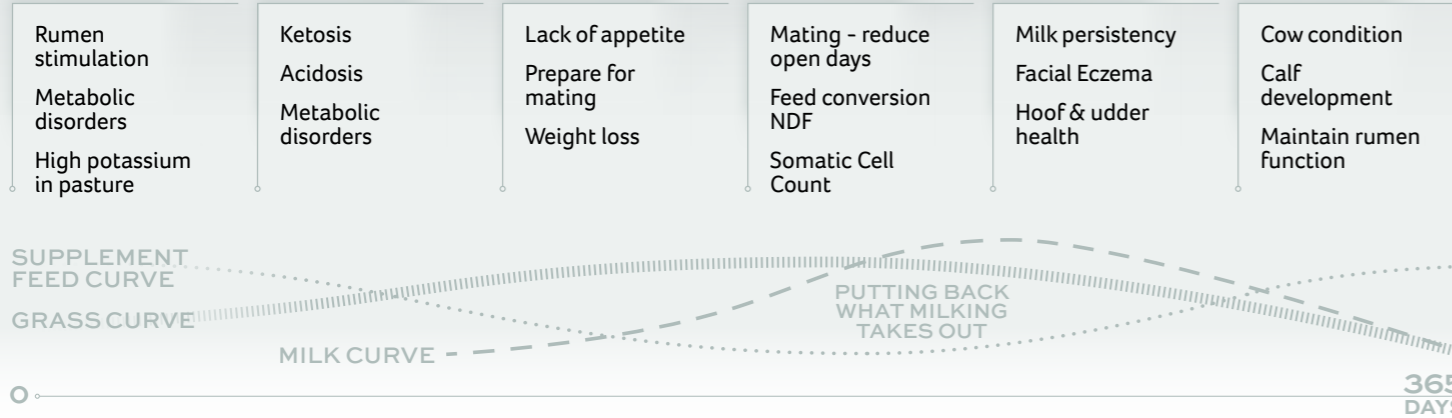 Rumen
stimulation
Metabolic
disorders
High potassium
in pasture
Ketosis
Acidosis
Metabolic
disorders
Lack of appetite
Prepare for
mating
Weight loss
Mating - reduce
open days
Feed conversion
NDF
Somatic Cell
Count
Milk persistency
Facial Eczema
Hoof & udder
health
Cow condition
Calf
development
Maintain rumen
function
SUPPLEMENT
FEED CURVE
GRASS CURVE
MILK CURVE
PUTTING BACK
WHAT MILKING
TAKES OUT
O
365
DAYS